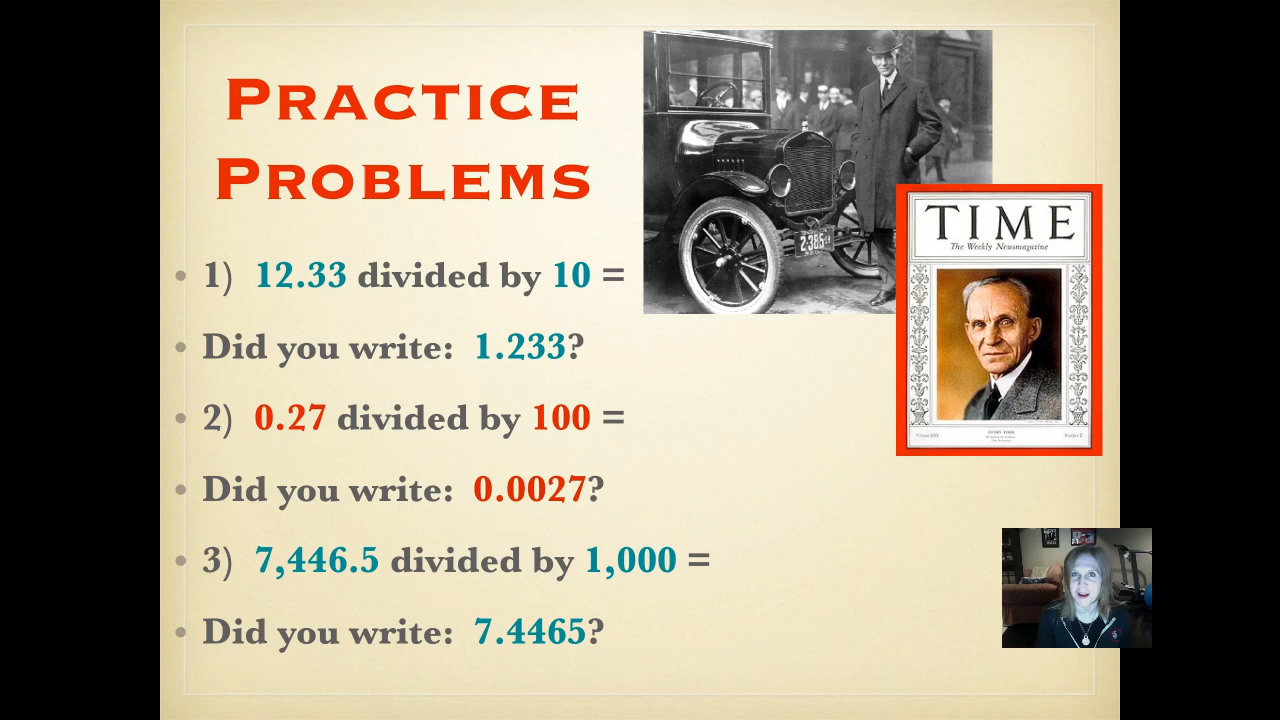 PRACTICE
PROBLEMS
• 1) 12.33 divided by 10 =
• Did you write: 1.233?
• 2) 0.27 divided by 100 =
• Did you write: 0.0027?
• 3) 7,446.5 divided by 1,000 =
• Did you write: 7.4465?
TIME
The Weekly Newsmagazine
HENRY FORD